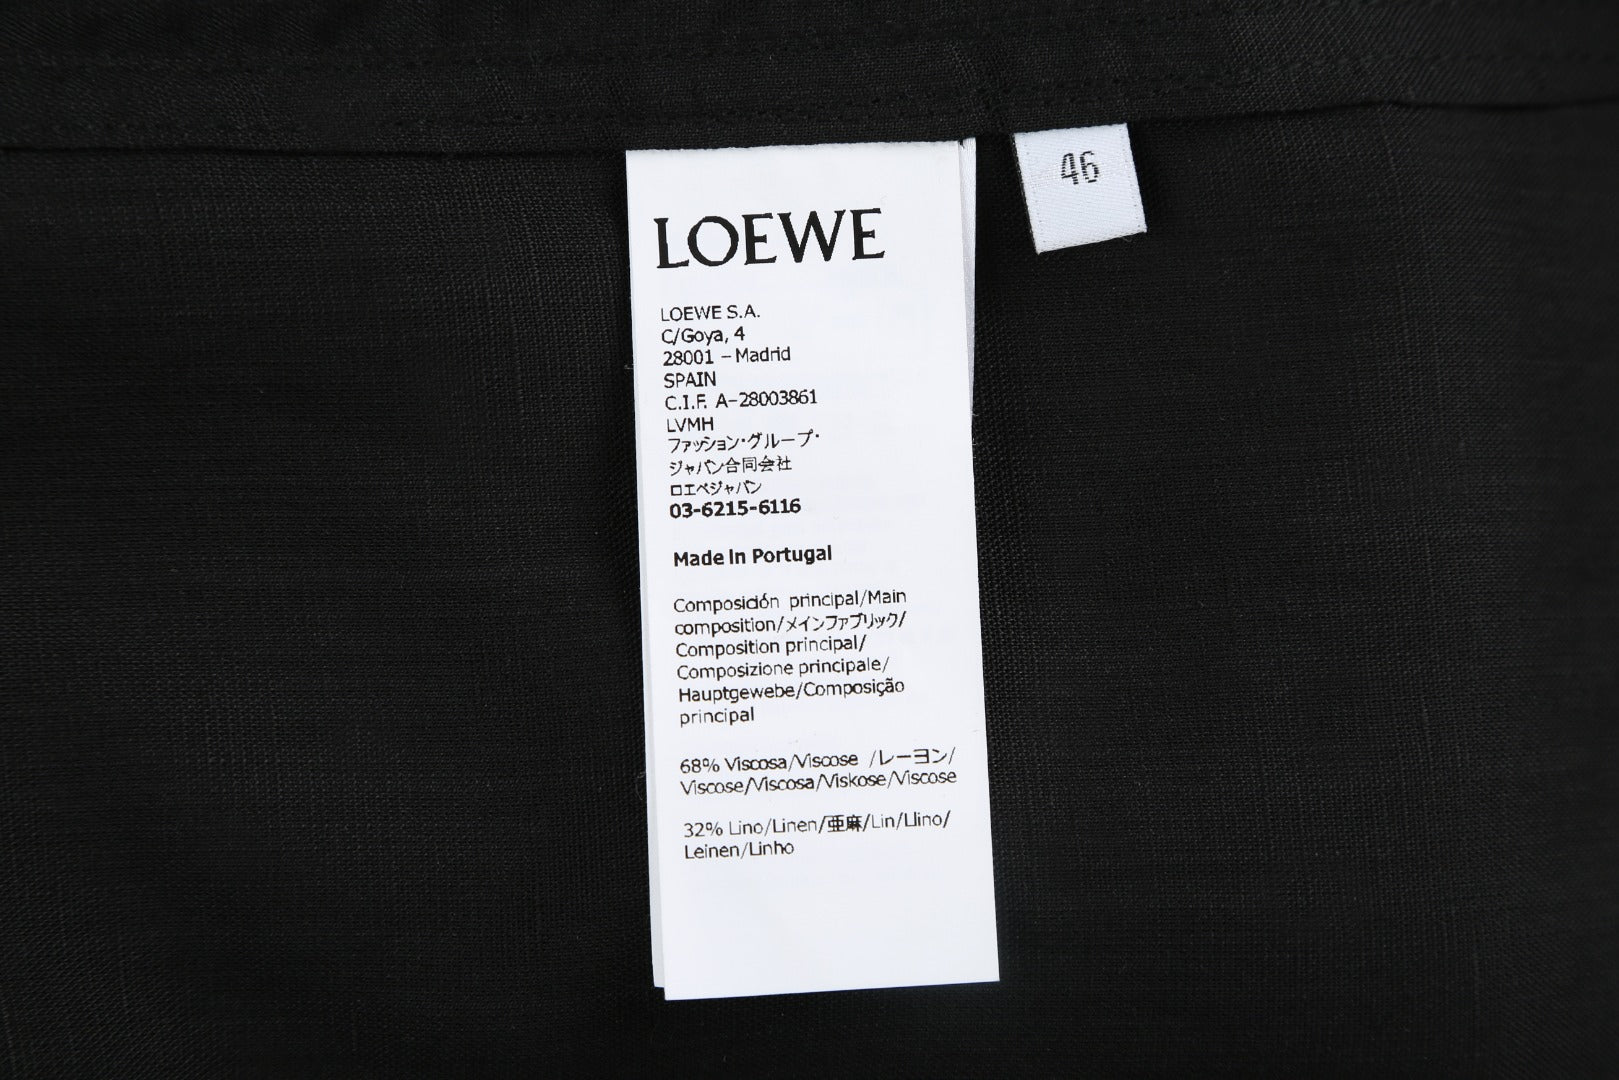 LOEWE
LOEWE S.A.
C/Goya, 4
28001 – Madrid
SPAIN
C.I.F. A-28003861
LVMH
ファッション・グループ・
ジャパン合同会社
ロエベジャパン
03-6215-6116
Made in Portugal
Composición principal/Main
composition/メインファブリック/
Composition principal/
Composizione principale/
Hauptgewebe/Composição
principal
68% Viscosa/Viscose /レーヨン/
Viscose/Viscosa/Viskose/Viscose
32% Lino/Linen/亜麻/Lin/Llino/
Leinen/Linho
46